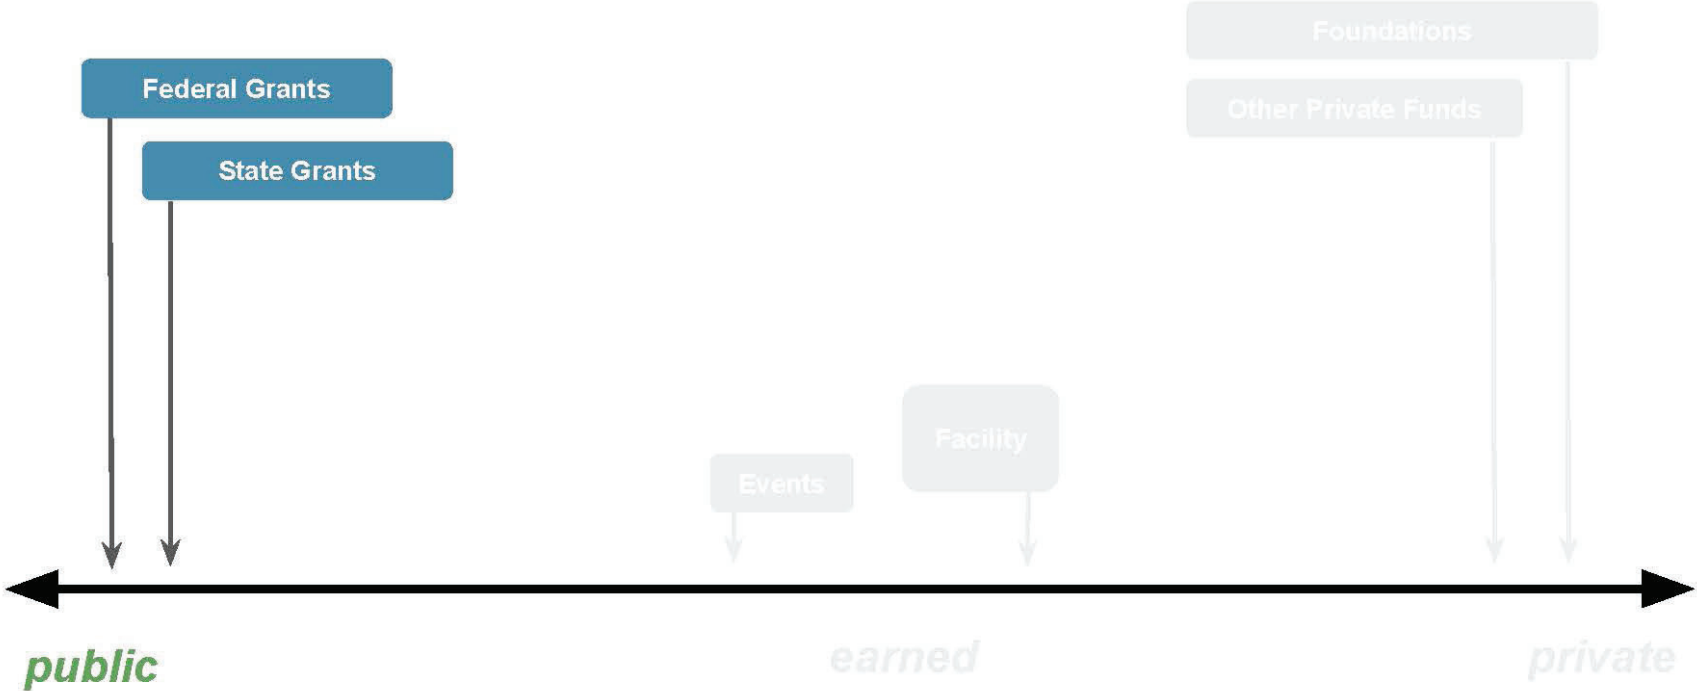 Foundations
Federal Grants
Other Private Funds
State Grants
Facility
Events
public
earned
private